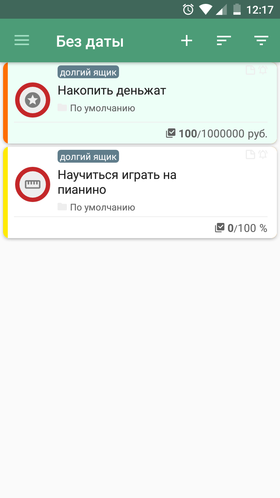 12:17
Без даты
долгий ящик
Накопить деньжат
По умолчанию
100/1000000 руб.
долгий ящик
Научиться играть на
пианино
По умолчанию
0/100 %